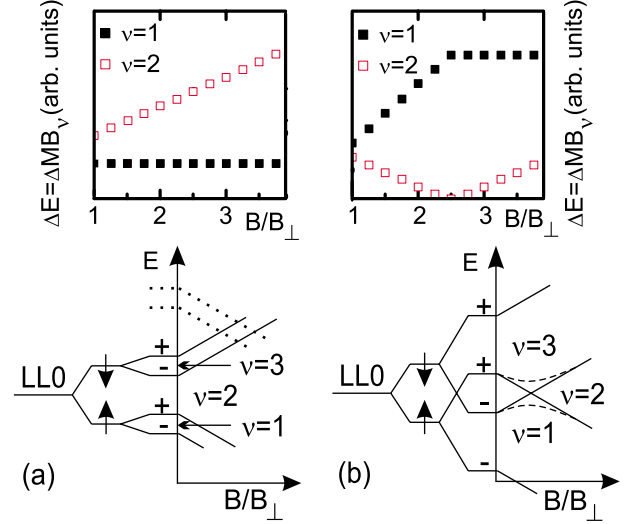 ΔE=ΔMB_ν (arb. units)
ν=1
ν=2
1 2 3 B/B_⊥
ν=1
ν=2
1 2 3 B/B_⊥
ΔE=ΔMB_ν (arb. units)
E
LL0
+
-
+
-
ν=3
ν=2
ν=1
(a)
B/B_⊥
E
LL0
+
+
-
-
ν=3
ν=2
ν=1
(b)
B/B_⊥